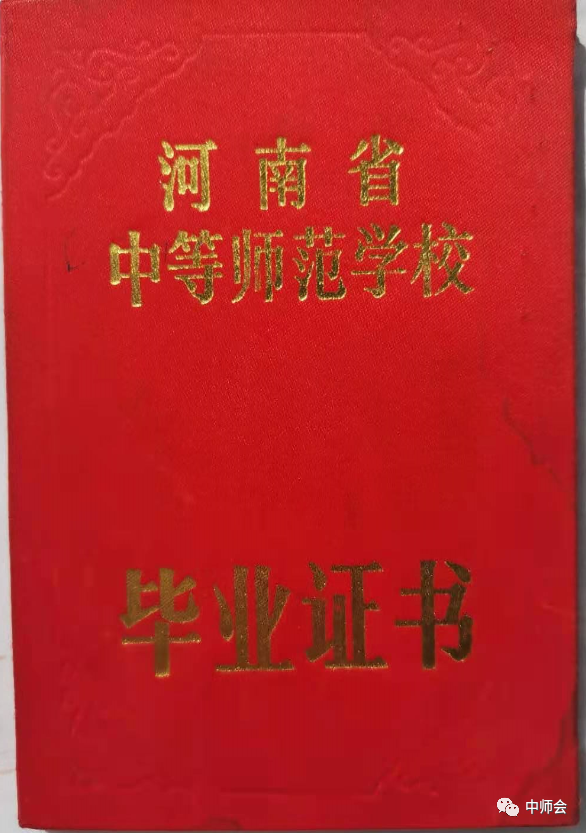 河南省
中等师范学校
毕业证书
中师会